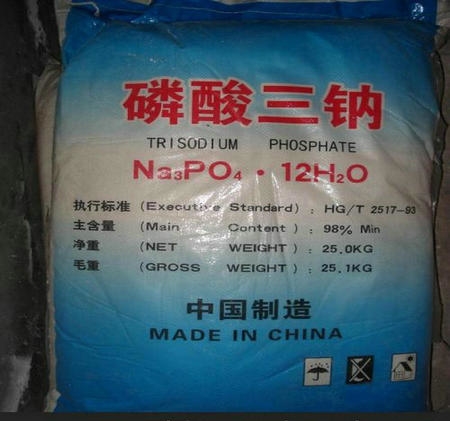 磷酸三钠
TRISODIUM PHOSPHATE
Na₃PO₄ · 12H₂O
执行标准 (Executive Standard) : HG/T 2517-93
主含量 (Main Content) : 98% Min
净重 (NET WEIGHT) : 25.0KG
毛重 (GROSS WEIGHT) : 25.1KG
中国制造
MADE IN CHINA